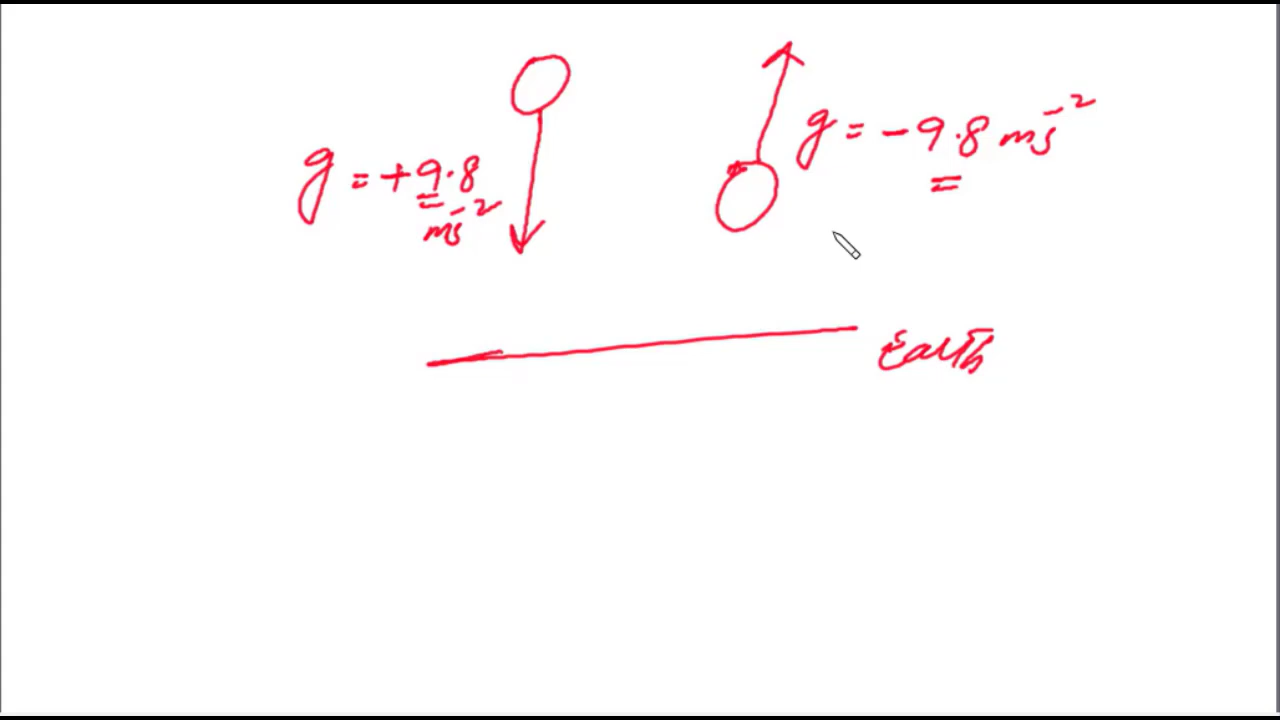 g = +9.8
ms⁻²
g = -9.8 ms⁻²
Earth